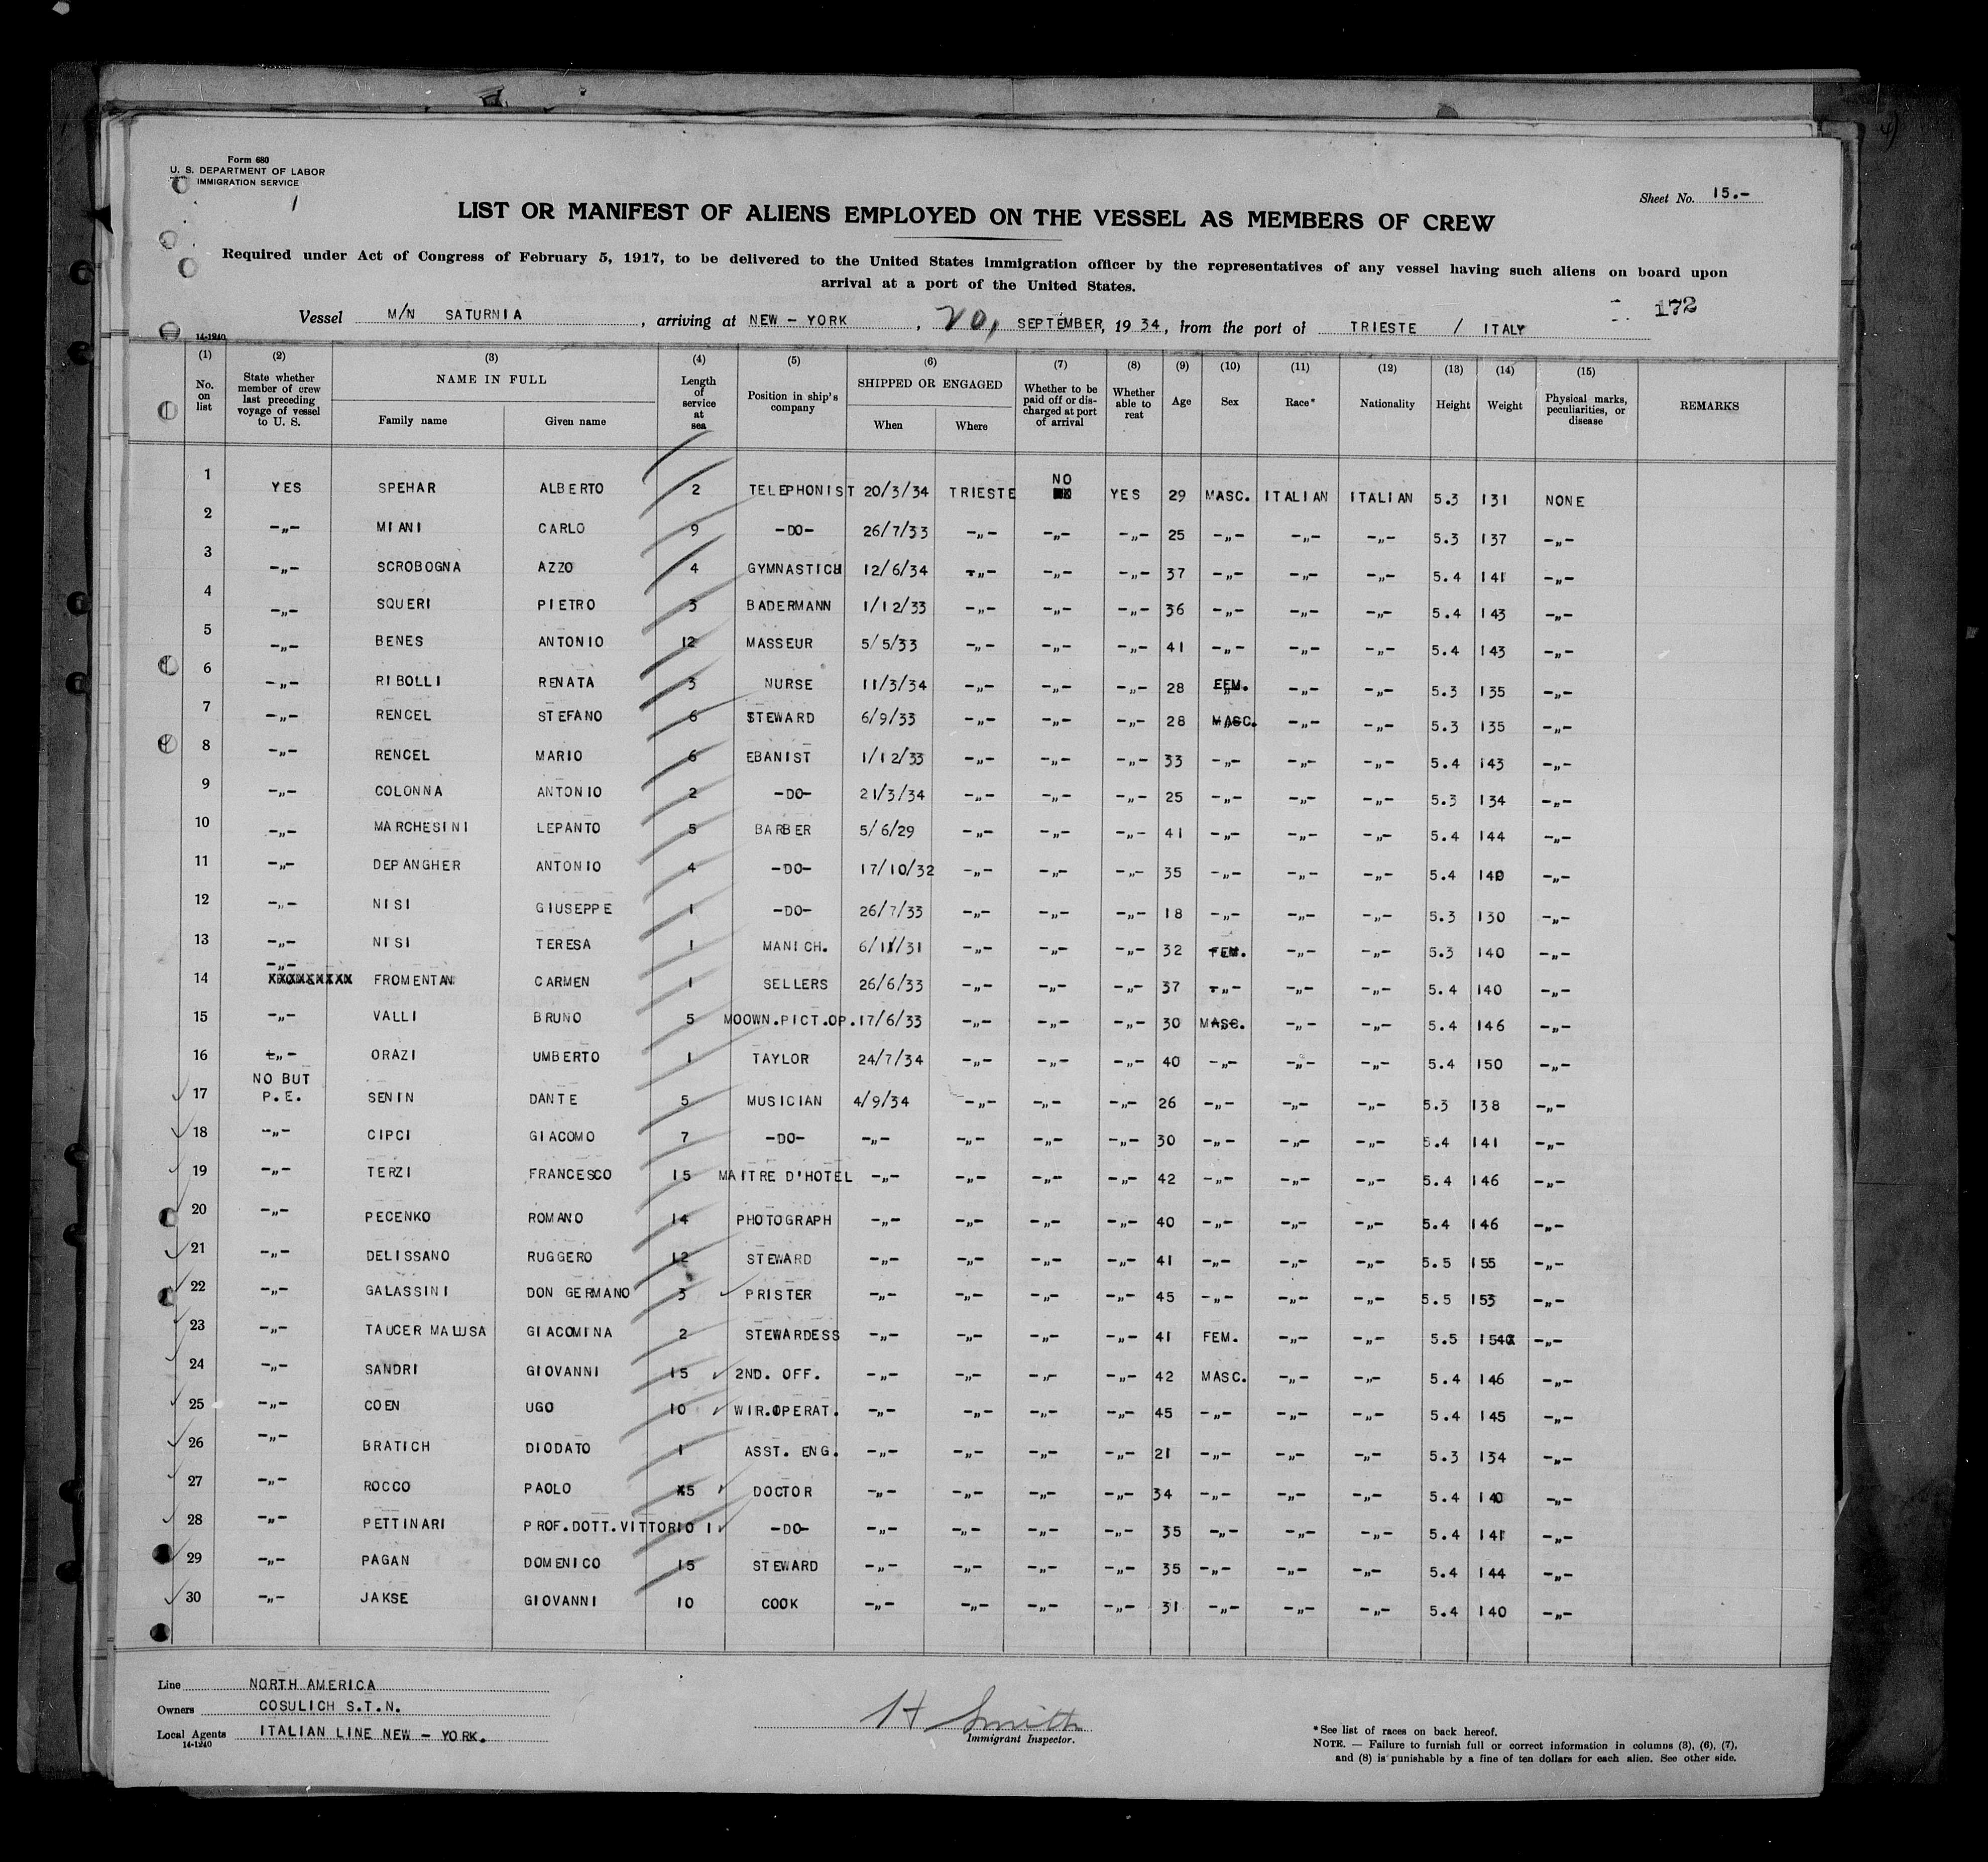 Form 680
U. S. DEPARTMENT OF LABOR
IMMIGRATION SERVICE
Sheet No. 15.-
LIST OR MANIFEST OF ALIENS EMPLOYED ON THE VESSEL AS MEMBERS OF CREW
Required under Act of Congress of February 5, 1917, to be delivered to the United States immigration officer by the representatives of any vessel having such aliens on board upon
arrival at a port of the United States.
172
Vessel M/N SATURNIA, arriving at NEW - YORK, 20, SEPTEMBER, 1934, from the port of TRIESTE / ITALY
14-1240
(1) No. on list (2) State whether member of crew last preceding voyage of vessel to U. S. (3) NAME IN FULL Family name Given name (4) Length of service at sea (5) Position in ship's company (6) SHIPPED OR ENGAGED When Where (7) Whether to be paid off or discharged at port of arrival (8) Whether able to reat (9) Age (10) Sex (11) Race* (12) Nationality (13) Height (14) Weight (15) Physical marks, peculiarities, or disease REMARKS
1 YES SPEHAR ALBERTO 2 TELEPHONIST 20/3/34 TRIESTE NO YES 29 MASC. ITALIAN ITALIAN 5.3 131 NONE
2 -"- MIANI CARLO 9 -DO- 26/7/33 -"- -"- -"- 25 -"- -"- -"- 5.3 137 -"-
3 -"- SCROBOGNA AZZO 4 GYMNASTICH 12/6/34 -"- -"- -"- 37 -"- -"- -"- 5.4 141 -"-
4 -"- SQUERI PIETRO 3 BADERMANN 1/12/33 -"- -"- -"- 36 -"- -"- -"- 5.4 143 -"-
5 -"- BENES ANTONIO 12 MASSEUR 5/5/33 -"- -"- -"- 41 -"- -"- -"- 5.4 143 -"-
6 -"- RIBOLLI RENATA 3 NURSE 11/3/34 -"- -"- -"- 28 FEM. -"- -"- 5.3 135 -"-
7 -"- RENCEL STEFANO 6 STEWARD 6/9/33 -"- -"- -"- 28 MASC. -"- -"- 5.3 135 -"-
8 -"- RENCEL MARIO 6 EBANIST 1/12/33 -"- -"- -"- 33 -"- -"- -"- 5.4 143 -"-
9 -"- COLONNA ANTONIO 2 -DO- 21/3/34 -"- -"- -"- 25 -"- -"- -"- 5.3 134 -"-
10 -"- MARCHESINI LEPANTO 5 BARBER 5/6/29 -"- -"- -"- 41 -"- -"- -"- 5.4 144 -"-
11 -"- DEPANGHER ANTONIO 4 -DO- 17/10/32 -"- -"- -"- 35 -"- -"- -"- 5.4 140 -"-
12 -"- NISI GIUSEPPE 1 -DO- 26/7/33 -"- -"- -"- 18 -"- -"- -"- 5.3 130 -"-
13 -"- NISI TERESA 1 MANICH. -"- -"- -"- 32 FEM. -"- -"- 5.3 140 -"-
14 -"- FROMENTAN CARMEN 1 SELLERS 26/6/33 -"- -"- -"- 37 -"- -"- -"- 5.4 140 -"-
15 -"- VALLI BRUNO 5 MOOWN.PICT.OP. 17/6/33 -"- -"- -"- 30 MASC. -"- -"- 5.4 146 -"-
16 -"- ORAZI UMBERTO 1 TAYLOR 24/7/34 -"- -"- -"- 40 -"- -"- -"- 5.4 150 -"-
17 NO BUT P.E. SENIN DANTE 5 MUSICIAN 4/9/34 -"- -"- -"- 26 -"- -"- -"- 5.3 138 -"-
18 -"- CIPCI GIACOMO 7 -DO- -"- -"- -"- -"- 30 -"- -"- -"- 5.4 141 -"-
19 -"- TERZI FRANCESCO 15 MAITRE D'HOTEL -"- -"- -"- -"- 42 -"- -"- -"- 5.4 146 -"-
20 -"- PECENKO ROMANO 14 PHOTOGRAPH -"- -"- -"- -"- 40 -"- -"- -"- 5.4 146 -"-
21 -"- DELISSANO RUGGERO 12 STEWARD -"- -"- -"- -"- 41 -"- -"- -"- 5.5 155 -"-
22 -"- GALASSINI DON GERMANO 3 PRISTER -"- -"- -"- -"- 45 -"- -"- -"- 5.5 153 -"-
23 -"- TAUCER MALUSA GIACOMINA 2 STEWARDESS -"- -"- -"- -"- 41 FEM. -"- -"- 5.5 154 -"-
24 -"- SANDRI GIOVANNI 15 2ND. OFF. -"- -"- -"- -"- 42 MASC. -"- -"- 5.4 146 -"-
25 -"- COEN UGO 10 WIR.OPERAT. -"- -"- -"- -"- 45 -"- -"- -"- 5.4 145 -"-
26 -"- BRATICH DIODATO 1 ASST. ENG. -"- -"- -"- -"- 21 -"- -"- -"- 5.3 134 -"-
27 -"- ROCCO PAOLO 5 DOCTOR -"- -"- -"- -"- 34 -"- -"- -"- 5.4 140 -"-
28 -"- PETTINARI PROF.DOTT.VITTORIO 1 -DO- -"- -"- -"- -"- 35 -"- -"- -"- 5.4 141 -"-
29 -"- PAGAN DOMENICO 15 STEWARD -"- -"- -"- -"- 35 -"- -"- -"- 5.4 144 -"-
30 -"- JAKSE GIOVANNI 10 COOK -"- -"- -"- -"- 31 -"- -"- -"- 5.4 140 -"-
Line NORTH AMERICA
Owners COSULICH S.T.N.
Local Agents ITALIAN LINE NEW - YORK.
14-1240
H Smith
Immigrant Inspector.
*See list of races on back hereof.
NOTE. — Failure to furnish full or correct information in columns (3), (6), (7),
and (8) is punishable by a fine of ten dollars for each alien. See other side.